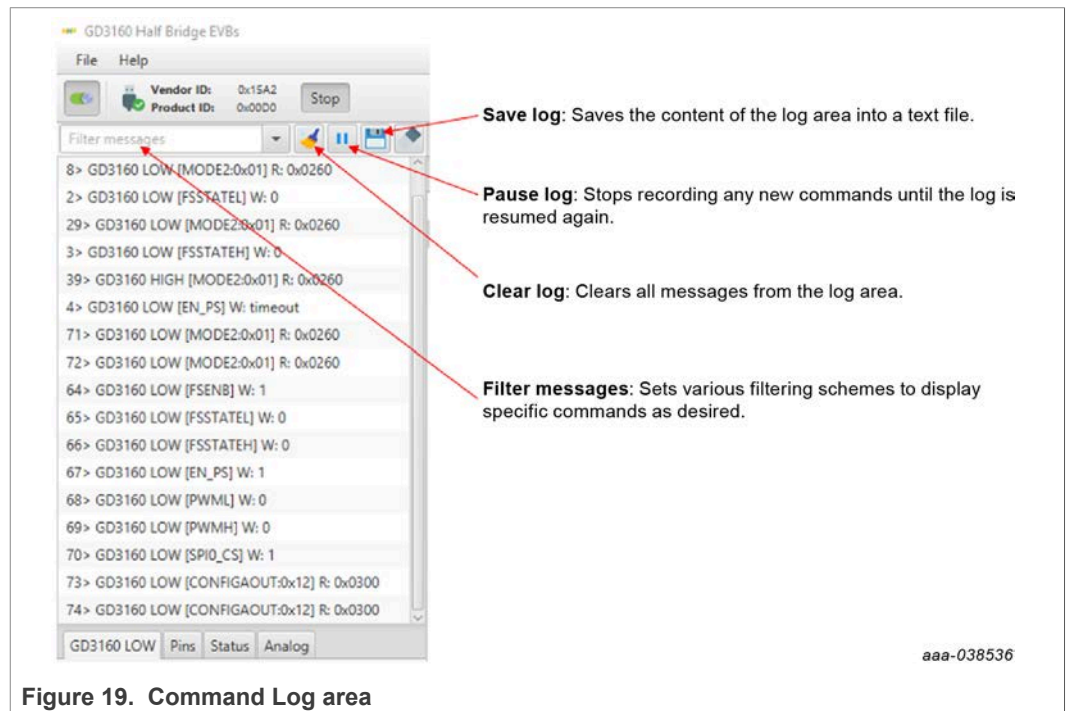 GD3160 Half Bridge EVBs
File Help
Vendor ID: 0x15A2
Product ID: 0x00D0
Stop
Filter messages
8> GD3160 LOW [MODE2:0x01] R: 0x0260
2> GD3160 LOW [FSSTATEL] W: 0
29> GD3160 LOW [MODE2:0x01] R: 0x0260
3> GD3160 LOW [FSSTATEH] W: 0
39> GD3160 HIGH [MODE2:0x01] R: 0x0260
4> GD3160 LOW [EN_PS] W: timeout
71> GD3160 LOW [MODE2:0x01] R: 0x0260
72> GD3160 LOW [MODE2:0x01] R: 0x0260
64> GD3160 LOW [FSENB] W: 1
65> GD3160 LOW [FSSTATEL] W: 0
66> GD3160 LOW [FSSTATEH] W: 0
67> GD3160 LOW [EN_PS] W: 1
68> GD3160 LOW [PWML] W: 0
69> GD3160 LOW [PWMH] W: 0
70> GD3160 LOW [SPI0_CS] W: 1
73> GD3160 LOW [CONFIGAOUT:0x12] R: 0x0300
74> GD3160 LOW [CONFIGAOUT:0x12] R: 0x0300
GD3160 LOW Pins Status Analog
Save log: Saves the content of the log area into a text file.
Pause log: Stops recording any new commands until the log is
resumed again.
Clear log: Clears all messages from the log area.
Filter messages: Sets various filtering schemes to display
specific commands as desired.
aaa-038536
Figure 19. Command Log area